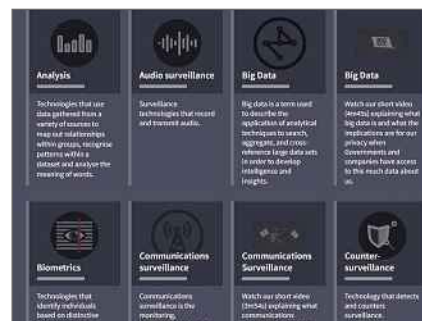 Analysis
Technologies that use
data gathered from a
variety of sources to
map out relationships
within groups, recognise
patterns within a
dataset and analyse the
meaning of words.
Audio surveillance
Surveillance
technologies that record
and transmit audio.
Big Data
Big data is a term used
to describe the
application of analytical
techniques to search,
aggregate, and cross-
reference large data sets
in order to develop
intelligence and
insights.
Big Data
Watch our short video
(4m45s) explaining what
big data is and what the
implications are for our
privacy when
Governments and
companies have access
to this much data about
us.
Biometrics
Technologies that
identify individuals
based on distinctive
Communications
surveillance
Communications
surveillance is the
monitoring,
Communications
Surveillance
Watch our short video
(3m54s) explaining what
communications
Counter-
surveillance
Technology that detects
and counters
surveillance.